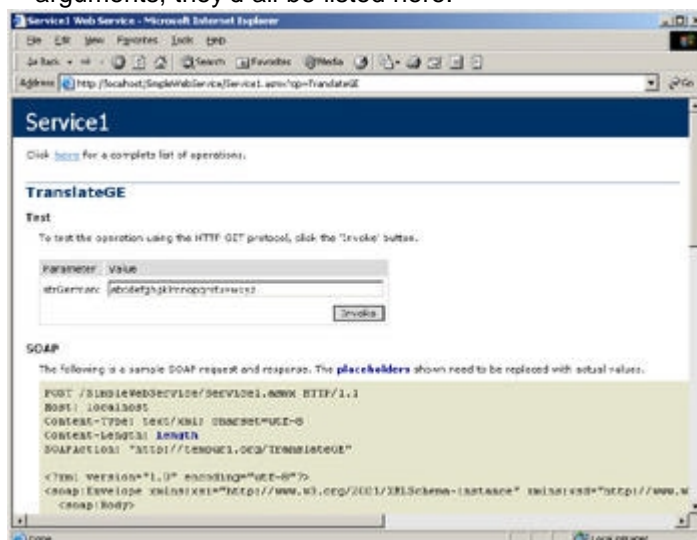 arguments, they'd all be listed here.
Service1 Web Service - Microsoft Internet Explorer
File Edit View Favorites Tools Help
Back Search Favorites Media
Address http://localhost/SimpleWebService/Service1.asmx?op=TranslateGE Go
Service1
Click here for a complete list of operations.
TranslateGE
Test
To test the operation using the HTTP GET protocol, click the 'Invoke' button.
Parameter Value
strGerman:
Invoke
SOAP
The following is a sample SOAP request and response. The placeholders shown need to be replaced with actual values.
POST /SimpleWebService/Service1.asmx HTTP/1.1
Host: localhost
Content-Type: text/xml; charset=utf-8
Content-Length: length
SOAPAction: "http://tempuri.org/TranslateGE"
<?xml version="1.0" encoding="utf-8"?>
<soap:Envelope xmlns:xsi="http://www.w3.org/2001/XMLSchema-instance" xmlns:xsd="http://www.w
<soap:Body>
Done Local intranet